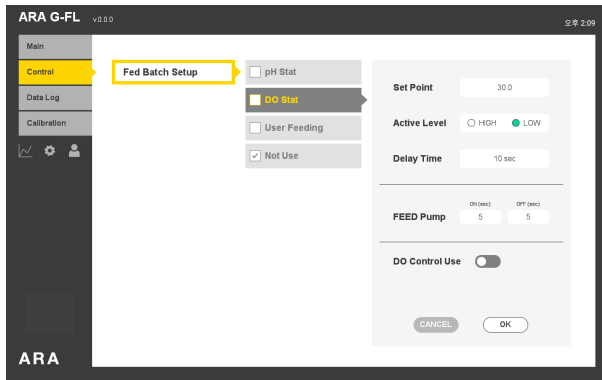 ARA G-FL v.0.0.0
오후 2:09
Main
Control
Data Log
Calibration
Fed Batch Setup
pH Stat
DO Stat
User Feeding
Not Use
Set Point 30.0
Active Level HIGH LOW
Delay Time 10 sec
ON (sec) OFF (sec)
FEED Pump 5 5
DO Control Use
CANCEL OK
ARA